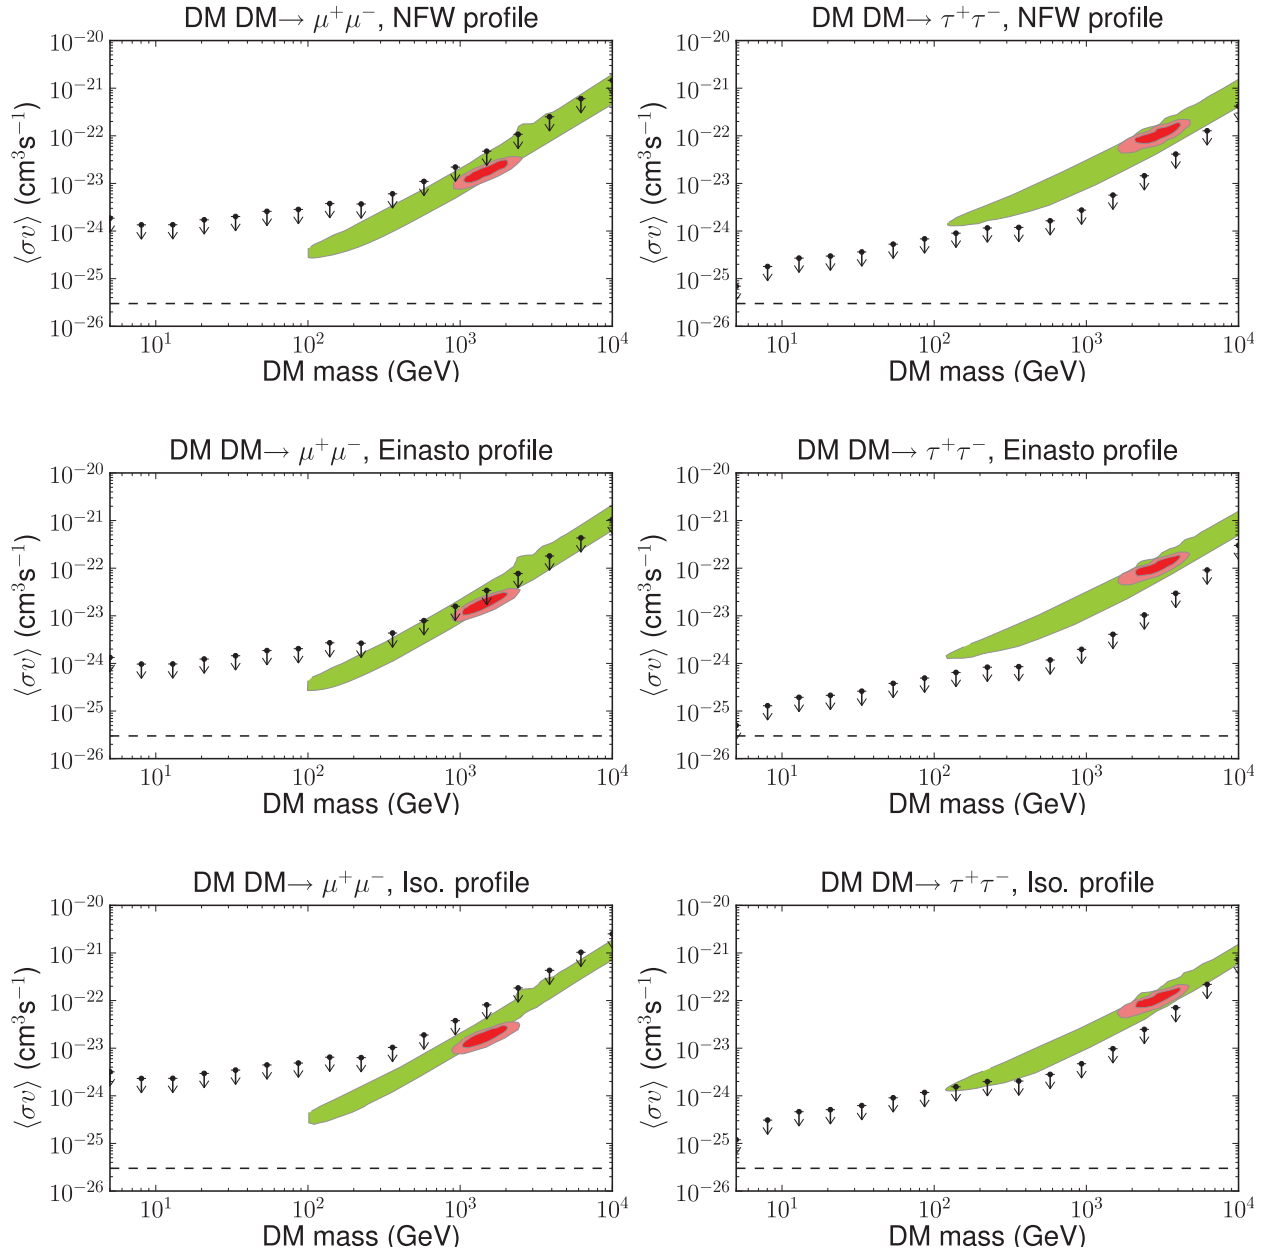 DM DM→ μ⁺μ⁻, NFW profile
10⁻²⁰
10⁻²¹
10⁻²²
10⁻²³
10⁻²⁴
10⁻²⁵
10⁻²⁶
⟨σv⟩ (cm³s⁻¹)
10¹ 10² 10³ 10⁴
DM mass (GeV)
DM DM→ τ⁺τ⁻, NFW profile
10⁻²⁰
10⁻²¹
10⁻²²
10⁻²³
10⁻²⁴
10⁻²⁵
10⁻²⁶
⟨σv⟩ (cm³s⁻¹)
10¹ 10² 10³ 10⁴
DM mass (GeV)
DM DM→ μ⁺μ⁻, Einasto profile
10⁻²⁰
10⁻²¹
10⁻²²
10⁻²³
10⁻²⁴
10⁻²⁵
10⁻²⁶
⟨σv⟩ (cm³s⁻¹)
10¹ 10² 10³ 10⁴
DM mass (GeV)
DM DM→ τ⁺τ⁻, Einasto profile
10⁻²⁰
10⁻²¹
10⁻²²
10⁻²³
10⁻²⁴
10⁻²⁵
10⁻²⁶
⟨σv⟩ (cm³s⁻¹)
10¹ 10² 10³ 10⁴
DM mass (GeV)
DM DM→ μ⁺μ⁻, Iso. profile
10⁻²⁰
10⁻²¹
10⁻²²
10⁻²³
10⁻²⁴
10⁻²⁵
10⁻²⁶
⟨σv⟩ (cm³s⁻¹)
10¹ 10² 10³ 10⁴
DM mass (GeV)
DM DM→ τ⁺τ⁻, Iso. profile
10⁻²⁰
10⁻²¹
10⁻²²
10⁻²³
10⁻²⁴
10⁻²⁵
10⁻²⁶
⟨σv⟩ (cm³s⁻¹)
10¹ 10² 10³ 10⁴
DM mass (GeV)